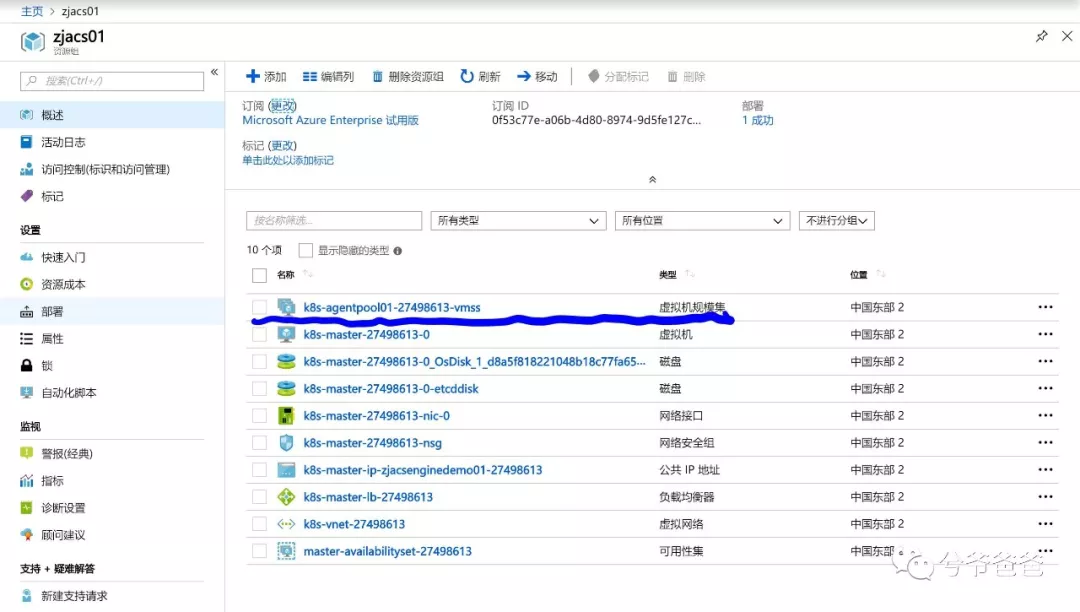 主页 > zjacs01
zjacs01
资源组
搜索(Ctrl+/)
概述
活动日志
访问控制(标识和访问管理)
标记
设置
快速入门
资源成本
部署
属性
锁
自动化脚本
监视
警报(经典)
指标
诊断设置
顾问建议
支持 + 疑难解答
新建支持请求
添加 编辑列 删除资源组 刷新 移动 分配标记 删除
订阅 (更改) 订阅 ID 部署
Microsoft Azure Enterprise 试用版 0f53c77e-a06b-4d80-8974-9d5fe127c... 1 成功
标记 (更改)
单击此处以添加标记
按名称筛选... 所有类型 所有位置 不进行分组
10 个项 显示隐藏的类型
名称 类型 位置
k8s-agentpool01-27498613-vmss 虚拟机规模集 中国东部 2
k8s-master-27498613-0 虚拟机 中国东部 2
k8s-master-27498613-0_OsDisk_1_d8a5f818221048b18c77fa65... 磁盘 中国东部 2
k8s-master-27498613-0-etcddisk 磁盘 中国东部 2
k8s-master-27498613-nic-0 网络接口 中国东部 2
k8s-master-27498613-nsg 网络安全组 中国东部 2
k8s-master-ip-zjacsenginedemo01-27498613 公共 IP 地址 中国东部 2
k8s-master-lb-27498613 负载均衡器 中国东部 2
k8s-vnet-27498613 虚拟网络 中国东部 2
master-availabilityset-27498613 可用性集 中国东部 2
兮爷爸爸